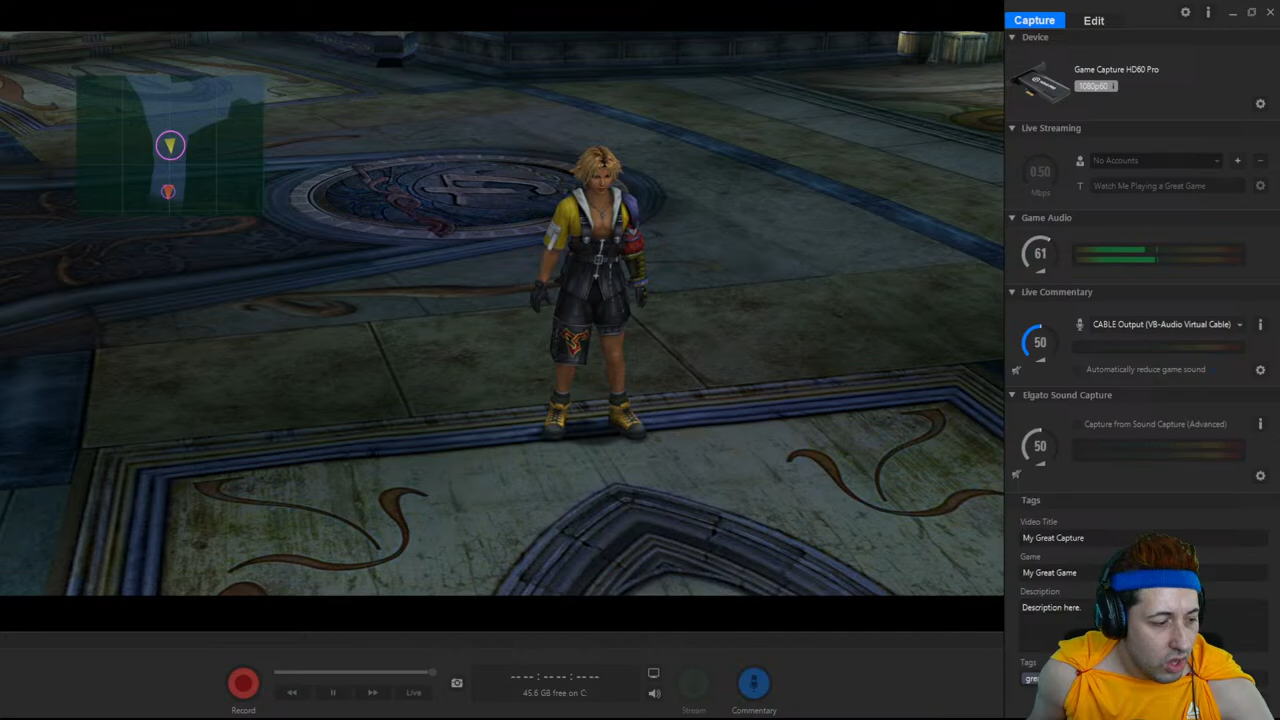 Capture
Edit
Device
Game Capture HD60 Pro
1080p60
Live Streaming
0.50
Mbps
No Accounts
Watch Me Playing a Great Game
Game Audio
61
Live Commentary
50
CABLE Output (VB-Audio Virtual Cable)
Automatically reduce game sound
Elgato Sound Capture
50
Capture from Sound Capture (Advanced)
Tags
Video Title
My Great Capture
Game
My Great Game
Description
Description here.
Tags
Record
Live
45.6 GB free on C:
Stream
Commentary